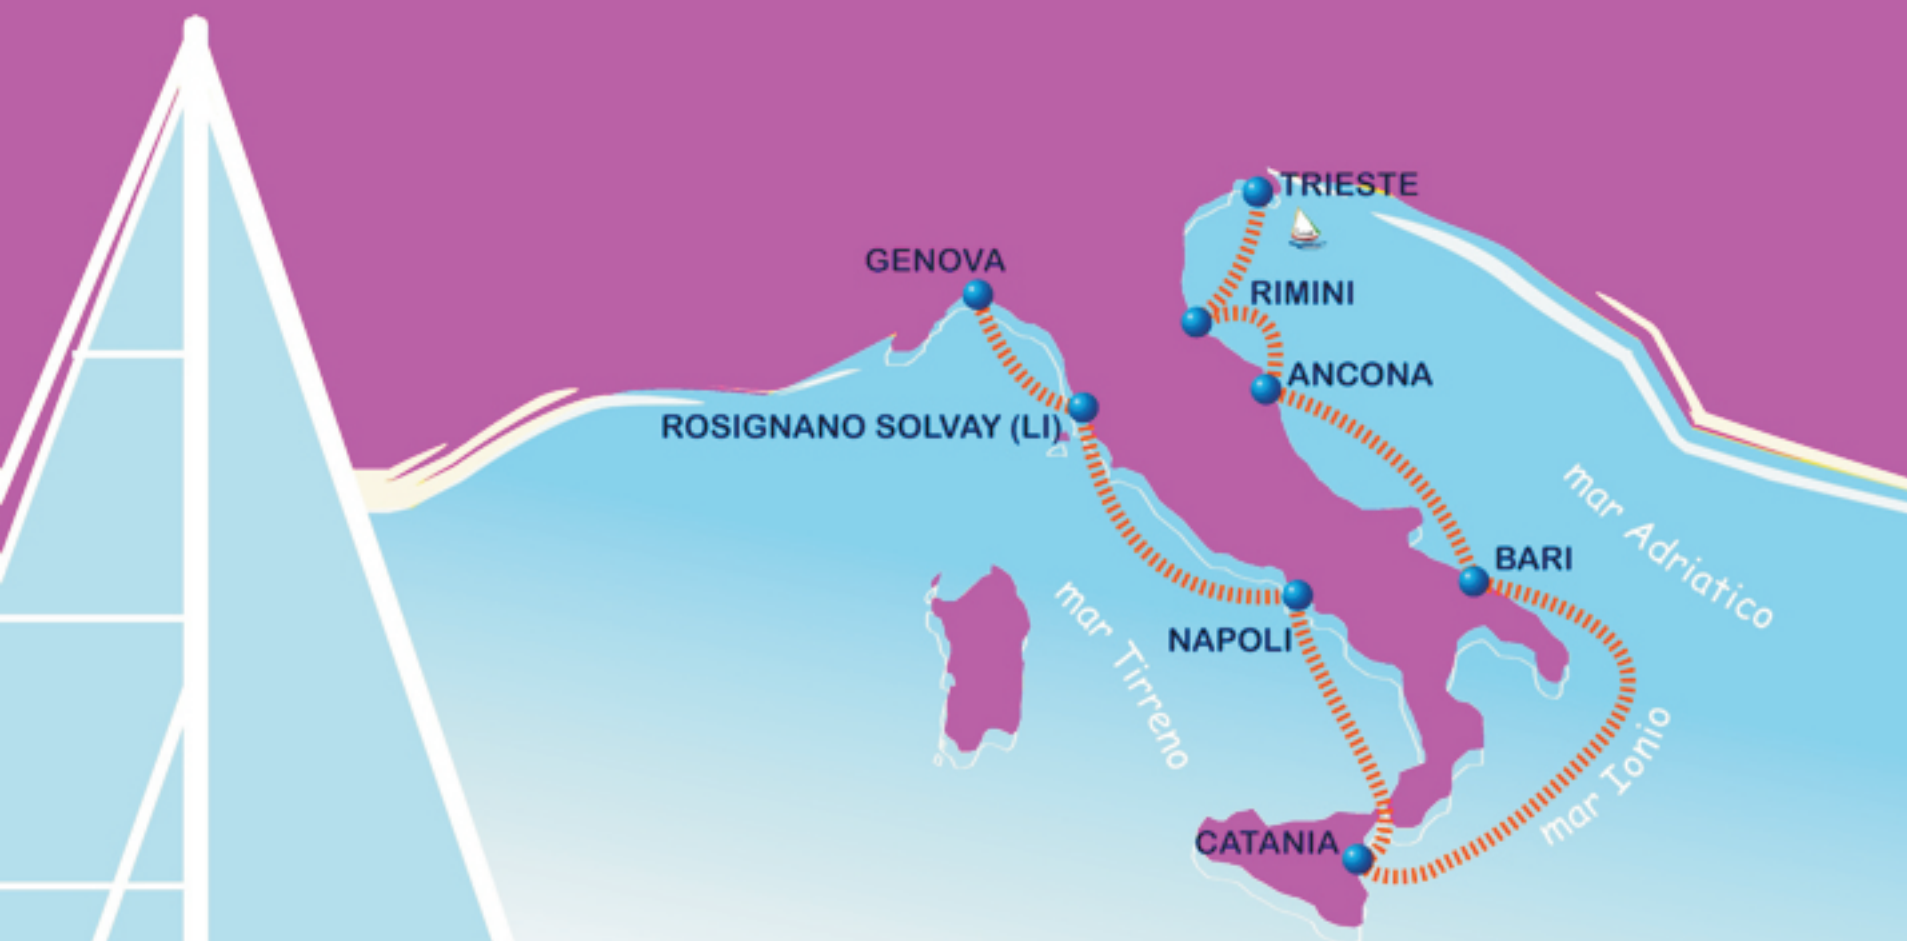 TRIESTE
GENOVA
RIMINI
ANCONA
ROSIGNANO SOLVAY (LI)
mar Adriatico
BARI
mar Tirreno
NAPOLI
mar Ionio
CATANIA